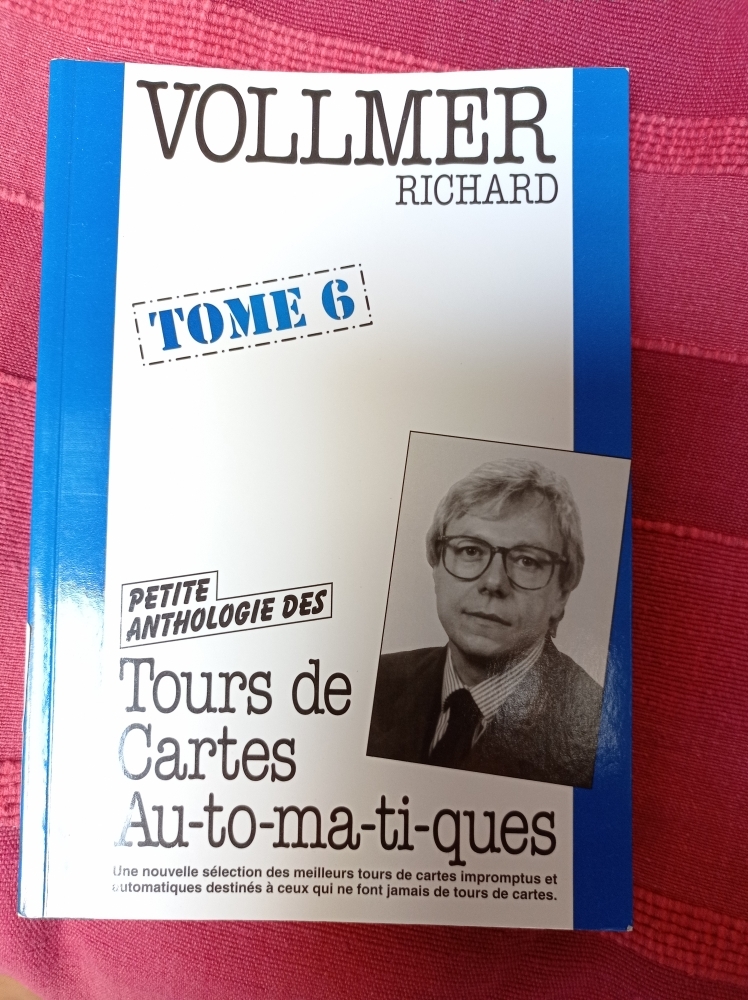 VOLLMER
RICHARD
TOME 6
PETITE
ANTHOLOGIE DES
Tours de
Cartes
Au-to-ma-ti-ques
Une nouvelle sélection des meilleurs tours de cartes impromptus et
automatiques destinés à ceux qui ne font jamais de tours de cartes.